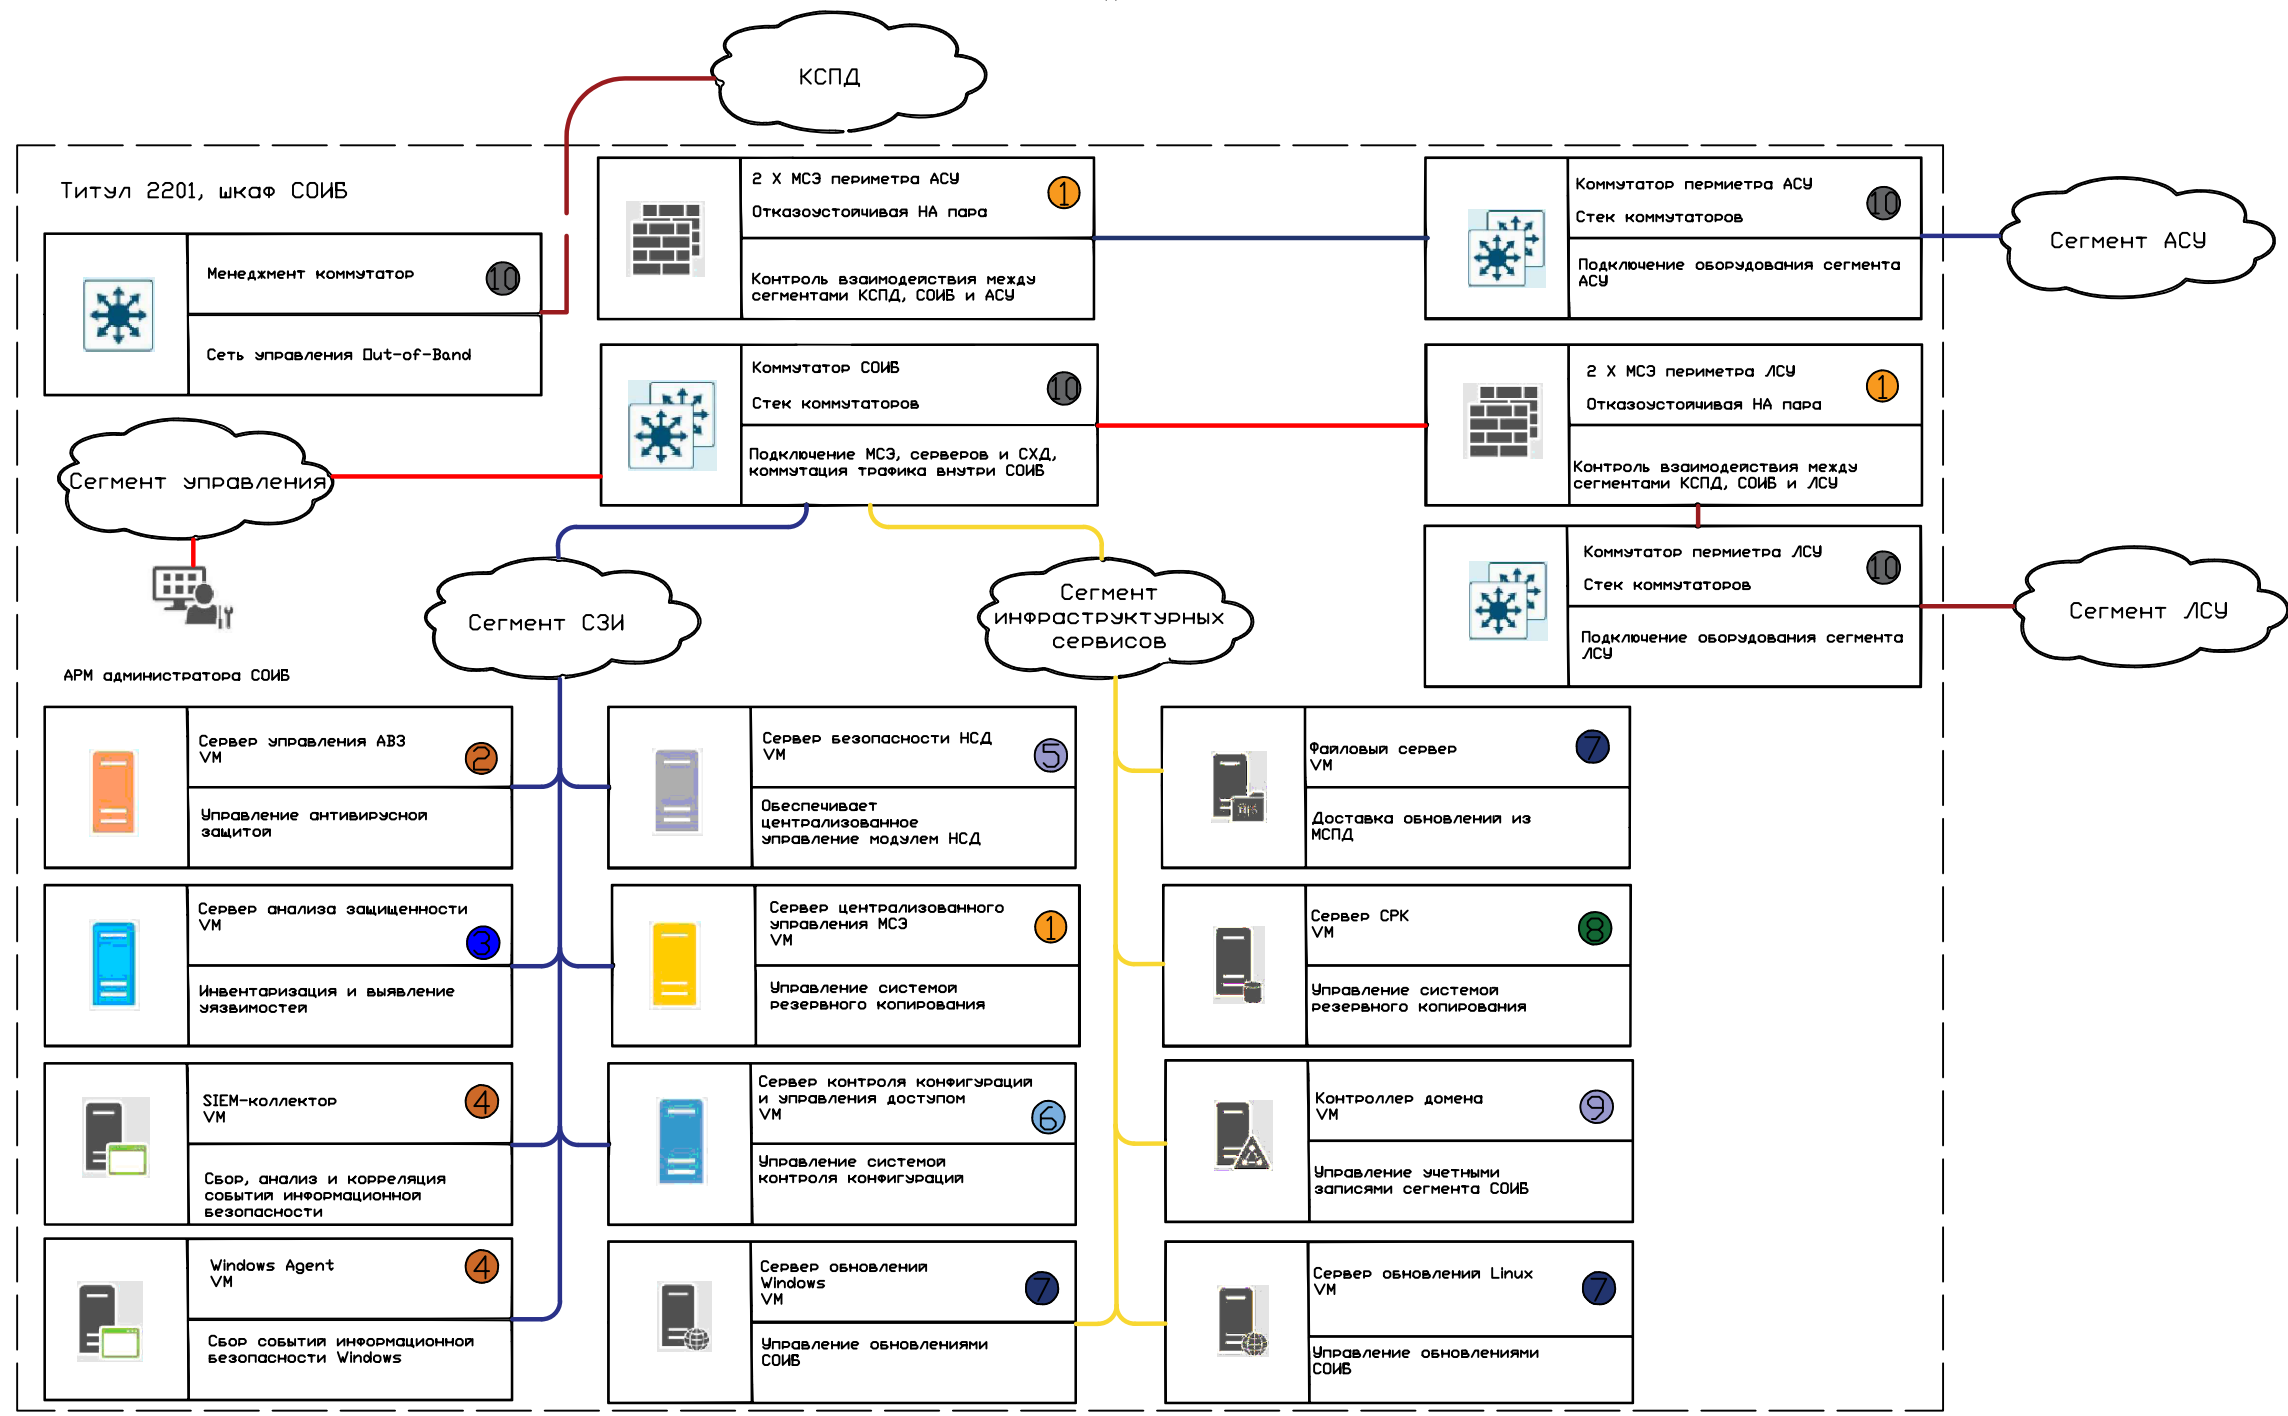 КСПД
Титул 2201, шкаф СОИБ
Менеджмент коммутатор
10
Сеть управления Out-of-Band
2 X МСЭ периметра АСУ
Отказоустойчивая НА пара
1
Контроль взаимодействия между
сегментами КСПД, СОИБ и АСУ
Коммутатор пермиетра АСУ
Стек коммутаторов
10
Подключение оборудования сегмента
АСУ
Сегмент АСУ
Коммутатор СОИБ
Стек коммутаторов
10
Подключение МСЭ, серверов и СХД,
коммутация трафика внутри СОИБ
2 X МСЭ периметра ЛСУ
Отказоустойчивая НА пара
1
Контроль взаимодействия между
сегментами КСПД, СОИБ и ЛСУ
Сегмент управления
АРМ администратора СОИБ
Сегмент СЗИ
Сегмент
инфраструктурных
сервисов
Коммутатор пермиетра ЛСУ
Стек коммутаторов
10
Подключение оборудования сегмента
ЛСУ
Сегмент ЛСУ
Сервер управления АВЗ
VM
2
Управление антивирусной
защитой
Сервер безопасности НСД
VM
5
Обеспечивает
централизованное
управление модулем НСД
Файловый сервер
VM
7
Доставка обновлений из
МСПД
Сервер анализа защищенности
VM
3
Инвентаризация и выявление
уязвимостей
Сервер централизованного
управления МСЭ
VM
1
Управление системой
резервного копирования
Сервер СРК
VM
8
Управление системой
резервного копирования
SIEM-коллектор
VM
4
Сбор, анализ и корреляция
событий информационной
безопасности
Сервер контроля конфигураций
и управления доступом
VM
6
Управление системой
контроля конфигураций
Контроллер домена
VM
9
Управление учетными
записями сегмента СОИБ
Windows Agent
VM
4
Сбор событий информационной
безопасности Windows
Сервер обновлений
Windows
VM
7
Управление обновлениями
СОИБ
Сервер обновлений Linux
VM
7
Управление обновлениями
СОИБ